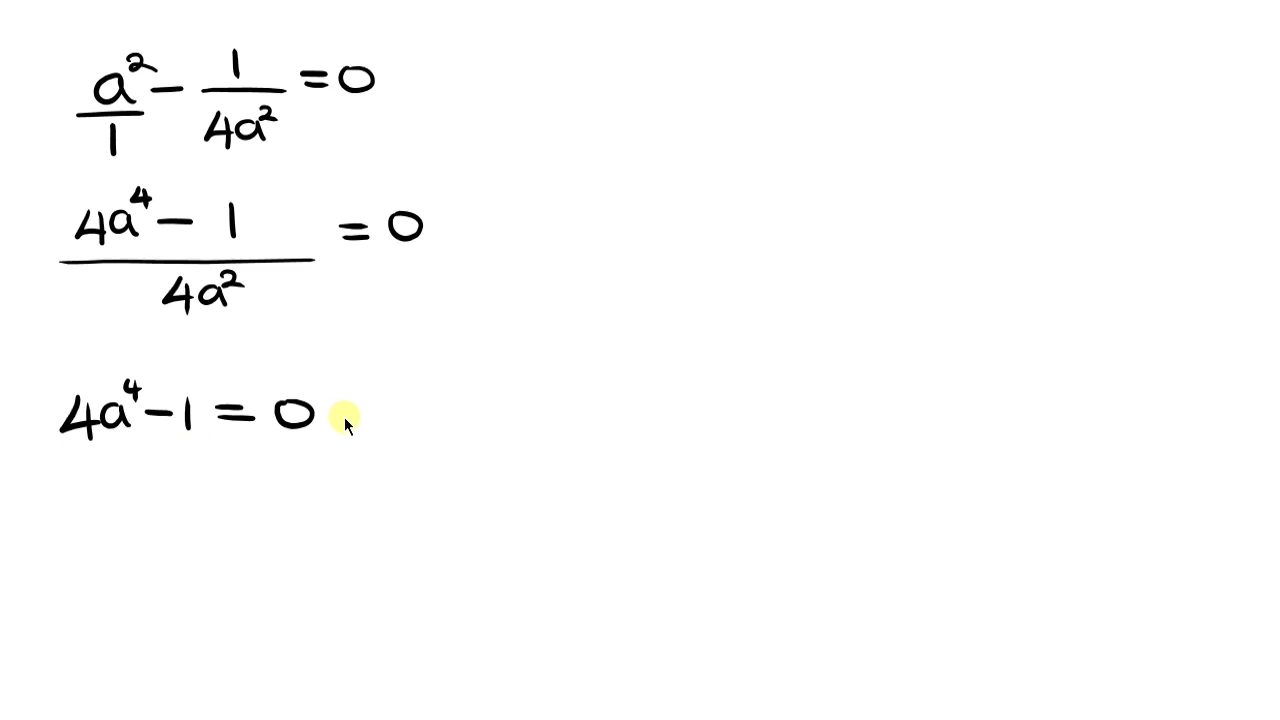 a²/1 - 1/4a² = 0
4a⁴ - 1 / 4a² = 0
4a⁴ - 1 = 0